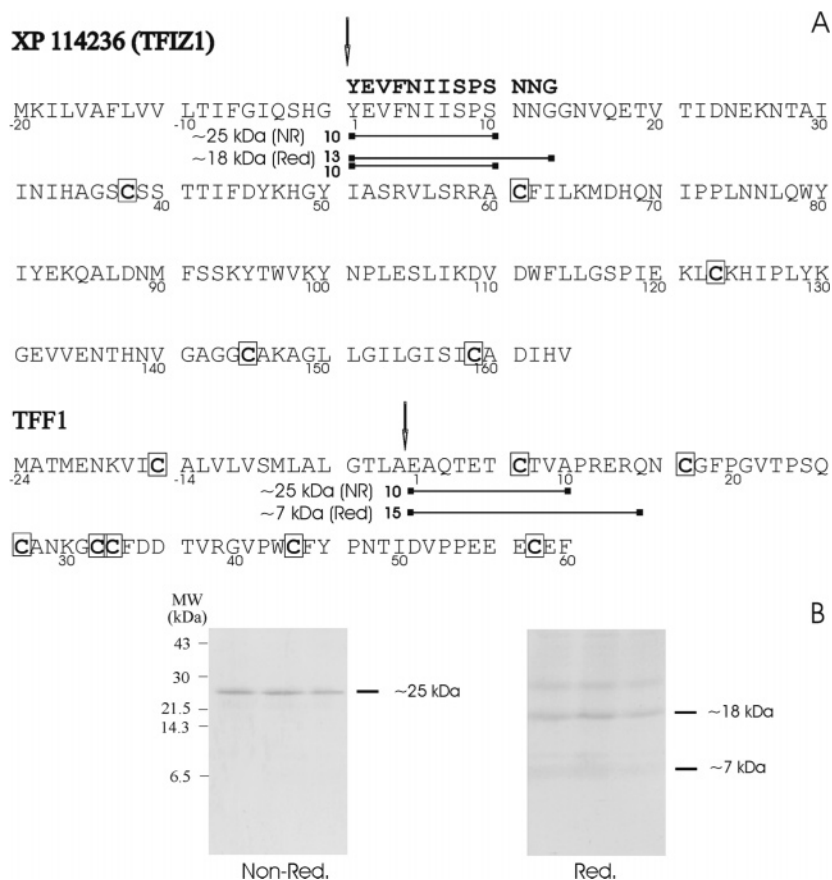 A
XP 114236 (TFIZ1)
YEVFNIISPS NNG
MKILVAFLVV LTIFGIQSHG YEVFNIISPS NNGGNVQETV TIDNEKNTAI
-20 -10 1 10 20 30
~25 kDa (NR) 10
~18 kDa (Red) 13
10
INIHAGSCSS TTIFDYKHGY IASRVLSRRA CFILKMDHQN IPPLNNLQWY
40 50 60 70 80
IYEKQALDNM FSSKYTWVKY NPLESLIKDV DWFLLGSPIE KLCKHIPLYK
90 100 110 120 130
GEVVENTHNV GAGGCAKAGL LGILGISICA DIHV
140 150 160
TFF1
MATMENKVIC ALVLVSMLAL GTLAEAQTET CTVAPRERQN CGFPGVTPSQ
-24 -14 1 10 20
~25 kDa (NR) 10
~7 kDa (Red) 15
CANKGCCFDD TVRGVPWCFY PNTIDVPPEE ECEF
30 40 50 60
B
MW
(kDa)
43
30
21.5
14.3
6.5
~25 kDa
~18 kDa
~7 kDa
Non-Red.
Red.